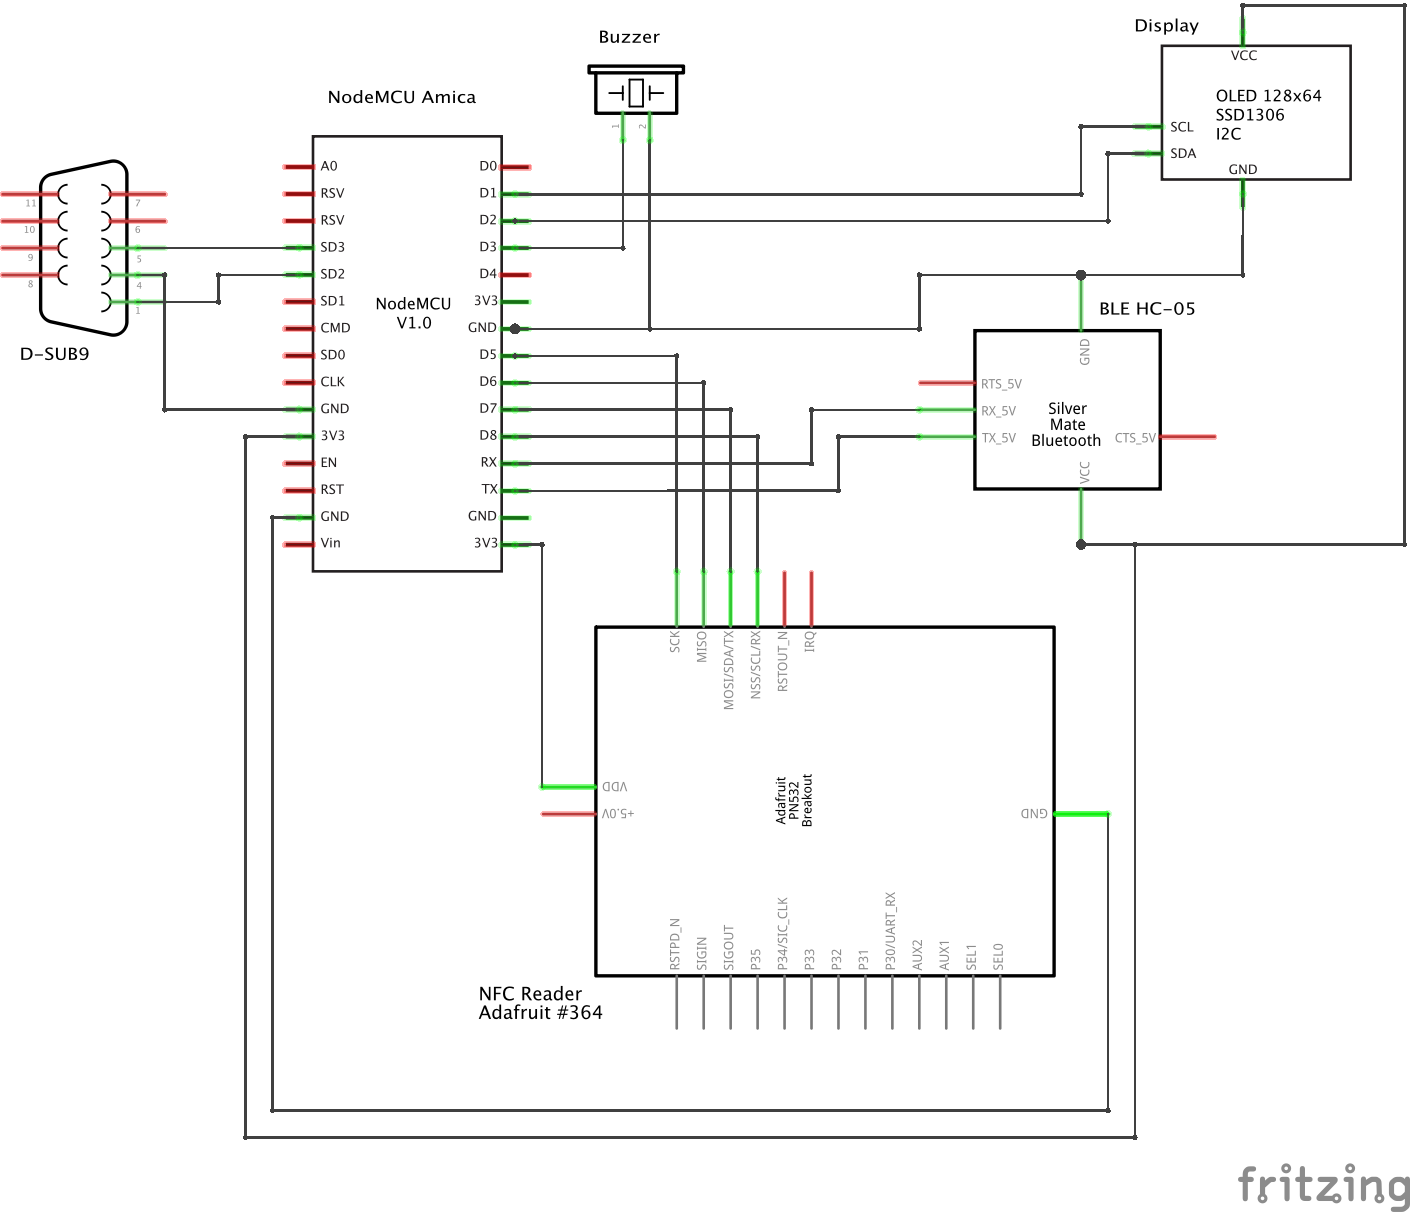 Display
Buzzer
VCC
NodeMCU Amica
OLED 128x64
SSD1306
I2C
SCL
SDA
GND
1
2
A0
RSV
RSV
SD3
SD2
SD1
CMD
SD0
CLK
GND
3V3
EN
RST
GND
Vin
NodeMCU
V1.0
D0
D1
D2
D3
D4
3V3
GND
D5
D6
D7
D8
RX
TX
GND
3V3
11
10
9
8
7
6
5
4
1
D-SUB9
BLE HC-05
GND
RTS_5V
RX_5V
TX_5V
Silver
Mate
Bluetooth
CTS_5V
VCC
SCK
MISO
MOSI/SDA/TX
NSS/SCL/RX
RSTOUT_N
IRQ
VDD
+5.0V
Adafruit
PN532
Breakout
GND
RSTPD_N
SIGIN
SIGOUT
P35
P34/SIC_CLK
P33
P32
P31
P30/UART_RX
AUX2
AUX1
SEL1
SEL0
NFC Reader
Adafruit #364
fritzing